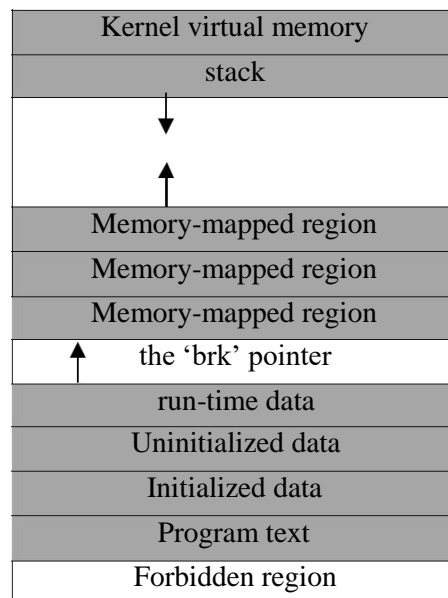 Kernel virtual memory
stack
Memory-mapped region
Memory-mapped region
Memory-mapped region
the ‘brk’ pointer
run-time data
Uninitialized data
Initialized data
Program text
Forbidden region